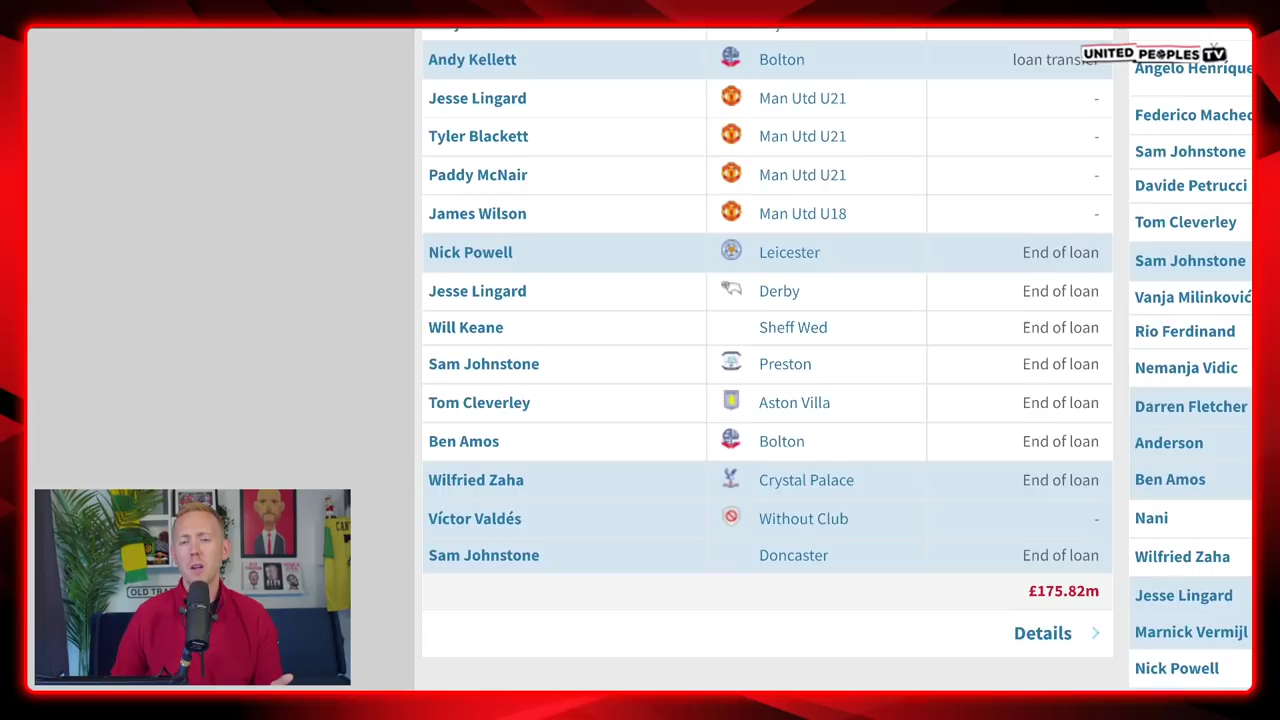 UNITED PEOPLES TV
Andy Kellett Bolton loan transfer
Jesse Lingard Man Utd U21 -
Tyler Blackett Man Utd U21 -
Paddy McNair Man Utd U21 -
James Wilson Man Utd U18 -
Nick Powell Leicester End of loan
Jesse Lingard Derby End of loan
Will Keane Sheff Wed End of loan
Sam Johnstone Preston End of loan
Tom Cleverley Aston Villa End of loan
Ben Amos Bolton End of loan
Wilfried Zaha Crystal Palace End of loan
Víctor Valdés Without Club -
Sam Johnstone Doncaster End of loan
£175.82m
Details
Angelo Henrique
Federico Mached
Sam Johnstone
Davide Petrucci
Tom Cleverley
Sam Johnstone
Vanja Milinković
Rio Ferdinand
Nemanja Vidic
Darren Fletcher
Anderson
Ben Amos
Nani
Wilfried Zaha
Jesse Lingard
Marnick Vermijl
Nick Powell
OLD TRA
CAN